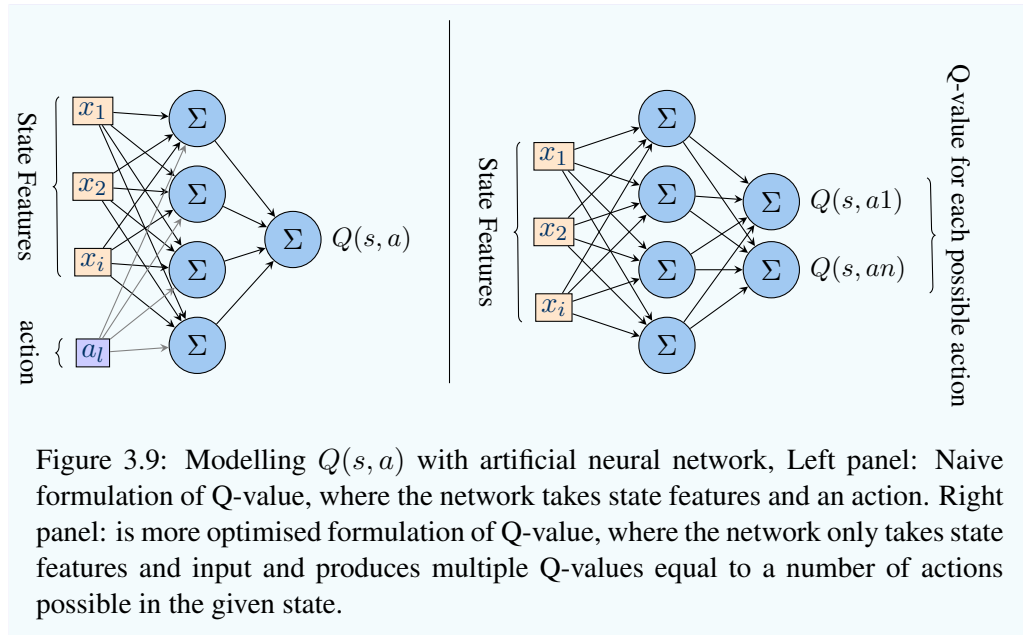 State Features
action
x1
x2
xi
al
Σ
Σ
Σ
Σ
Σ
Q(s, a)
State Features
x1
x2
xi
Σ
Σ
Σ
Σ
Σ
Σ
Q(s, a1)
Q(s, an)
Q-value for each possible action
Figure 3.9: Modelling Q(s, a) with artificial neural network, Left panel: Naive
formulation of Q-value, where the network takes state features and an action. Right
panel: is more optimised formulation of Q-value, where the network only takes state
features and input and produces multiple Q-values equal to a number of actions
possible in the given state.